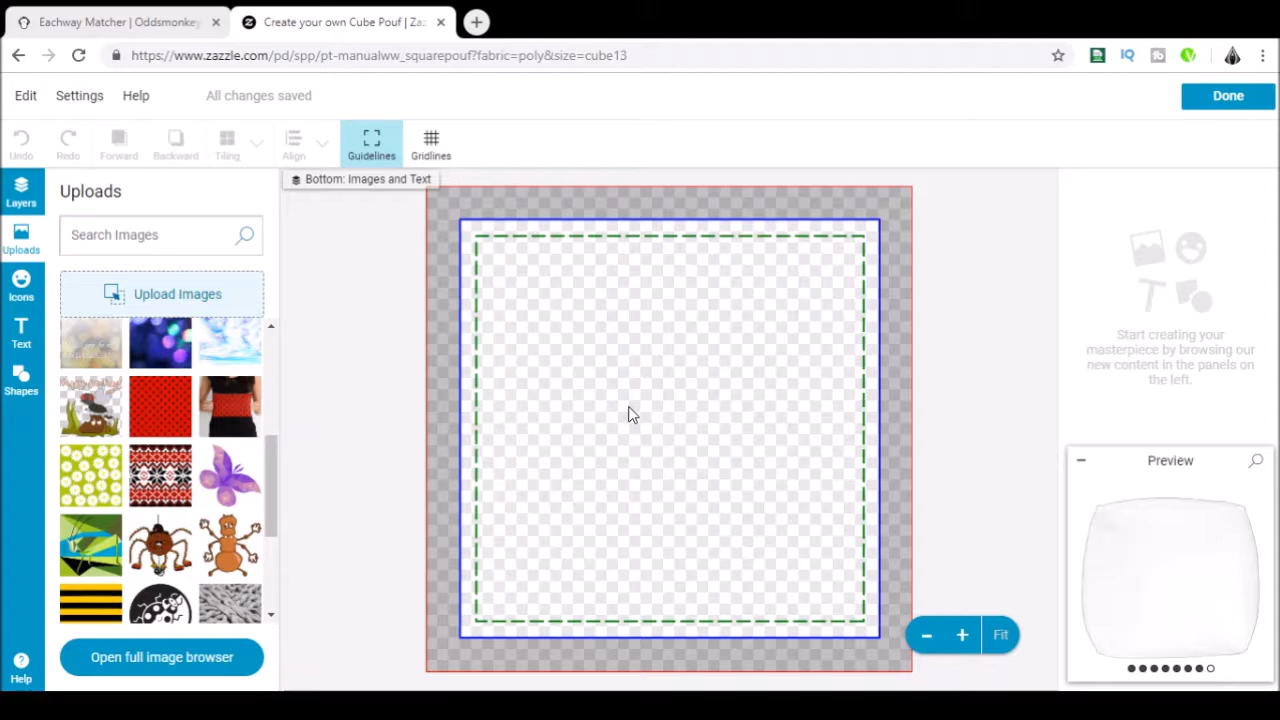 Eachway Matcher | Oddsmonkey
Create your own Cube Pouf | Zaz
https://www.zazzle.com/pd/spp/pt-manualww_squarepouf?fabric=poly&size=cube13
Edit Settings Help All changes saved Done
Undo Redo Forward Backward Tiling Align Guidelines Gridlines
Bottom: Images and Text
Layers
Uploads
Icons
Text
Shapes
Help
Uploads
Search Images
Upload Images
Open full image browser
Fit
Start creating your
masterpiece by browsing our
new content in the panels on
the left.
Preview